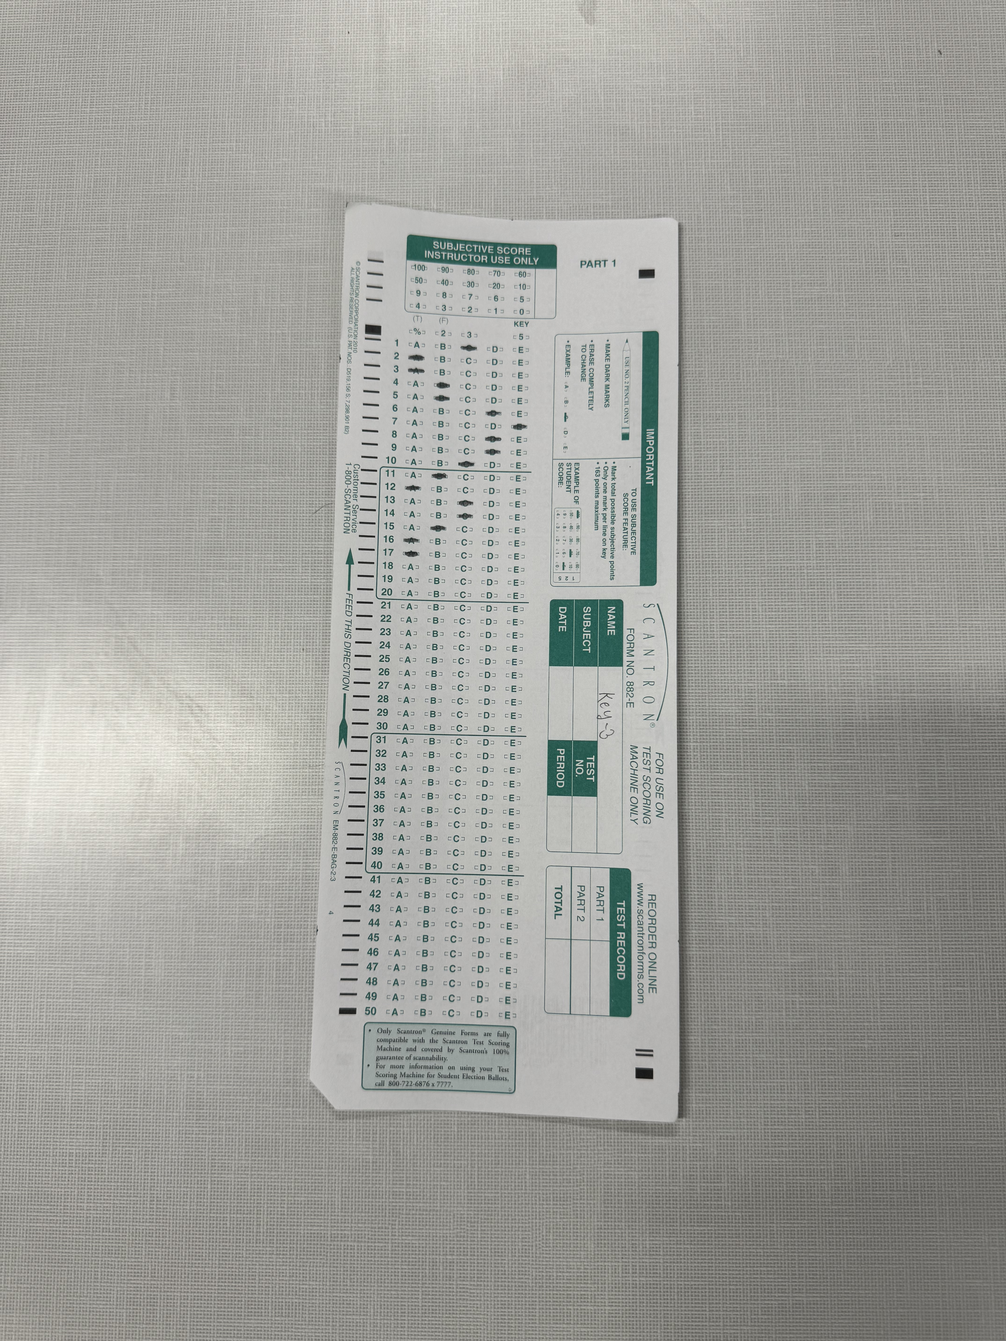 SUBJECTIVE SCORE
INSTRUCTOR USE ONLY
100 90 80 70 60
50 40 30 20 10
9 8 7 6 5
4 3 2 1 0
(T) (F) KEY
% 2 3 5
1 A B D E
2 B C D E
3 B C D E
4 A C D E
5 A C D E
6 A B C E
7 A B C D
8 A B C E
9 A B C E
10 A B D E
11 A C D E
12 B C D E
13 A B D E
14 A B D E
15 A C D E
16 B C D E
17 B C D E
18 A B C D E
19 A B C D E
20 A B C D E
21 A B C D E
22 A B C D E
23 A B C D E
24 A B C D E
25 A B C D E
26 A B C D E
27 A B C D E
28 A B C D E
29 A B C D E
30 A B C D E
31 A B C D E
32 A B C D E
33 A B C D E
34 A B C D E
35 A B C D E
36 A B C D E
37 A B C D E
38 A B C D E
39 A B C D E
40 A B C D E
41 A B C D E
42 A B C D E
43 A B C D E
44 A B C D E
45 A B C D E
46 A B C D E
47 A B C D E
48 A B C D E
49 A B C D E
50 A B C D E
• Only Scantron® Genuine Forms are fully
compatible with the Scantron Test Scoring
Machine and covered by Scantron's 100%
guarantee of scannability.
• For more information on using your Test
Scoring Machine for Student Election Ballots,
call 800-722-6876 x 7777.
PART 1
IMPORTANT
USE NO. 2 PENCIL ONLY
• MAKE DARK MARKS
• ERASE COMPLETELY
TO CHANGE
• EXAMPLE: A B D E
TO USE SUBJECTIVE
SCORE FEATURE:
• Mark total possible subjective points
• Only one mark per line on key
• 163 points maximum
EXAMPLE OF
STUDENT
SCORE:
SCANTRON®
FORM NO. 882-E
FOR USE ON
TEST SCORING
MACHINE ONLY
REORDER ONLINE
www.scantronforms.com
NAME Key-3
SUBJECT TEST NO.
DATE PERIOD
TEST RECORD
PART 1
PART 2
TOTAL
© SCANTRON CORPORATION 2010
ALL RIGHTS RESERVED.
Customer Service
1-800-SCANTRON
FEED THIS DIRECTION
SCANTRON EM-882-E-BAG-2:3
4